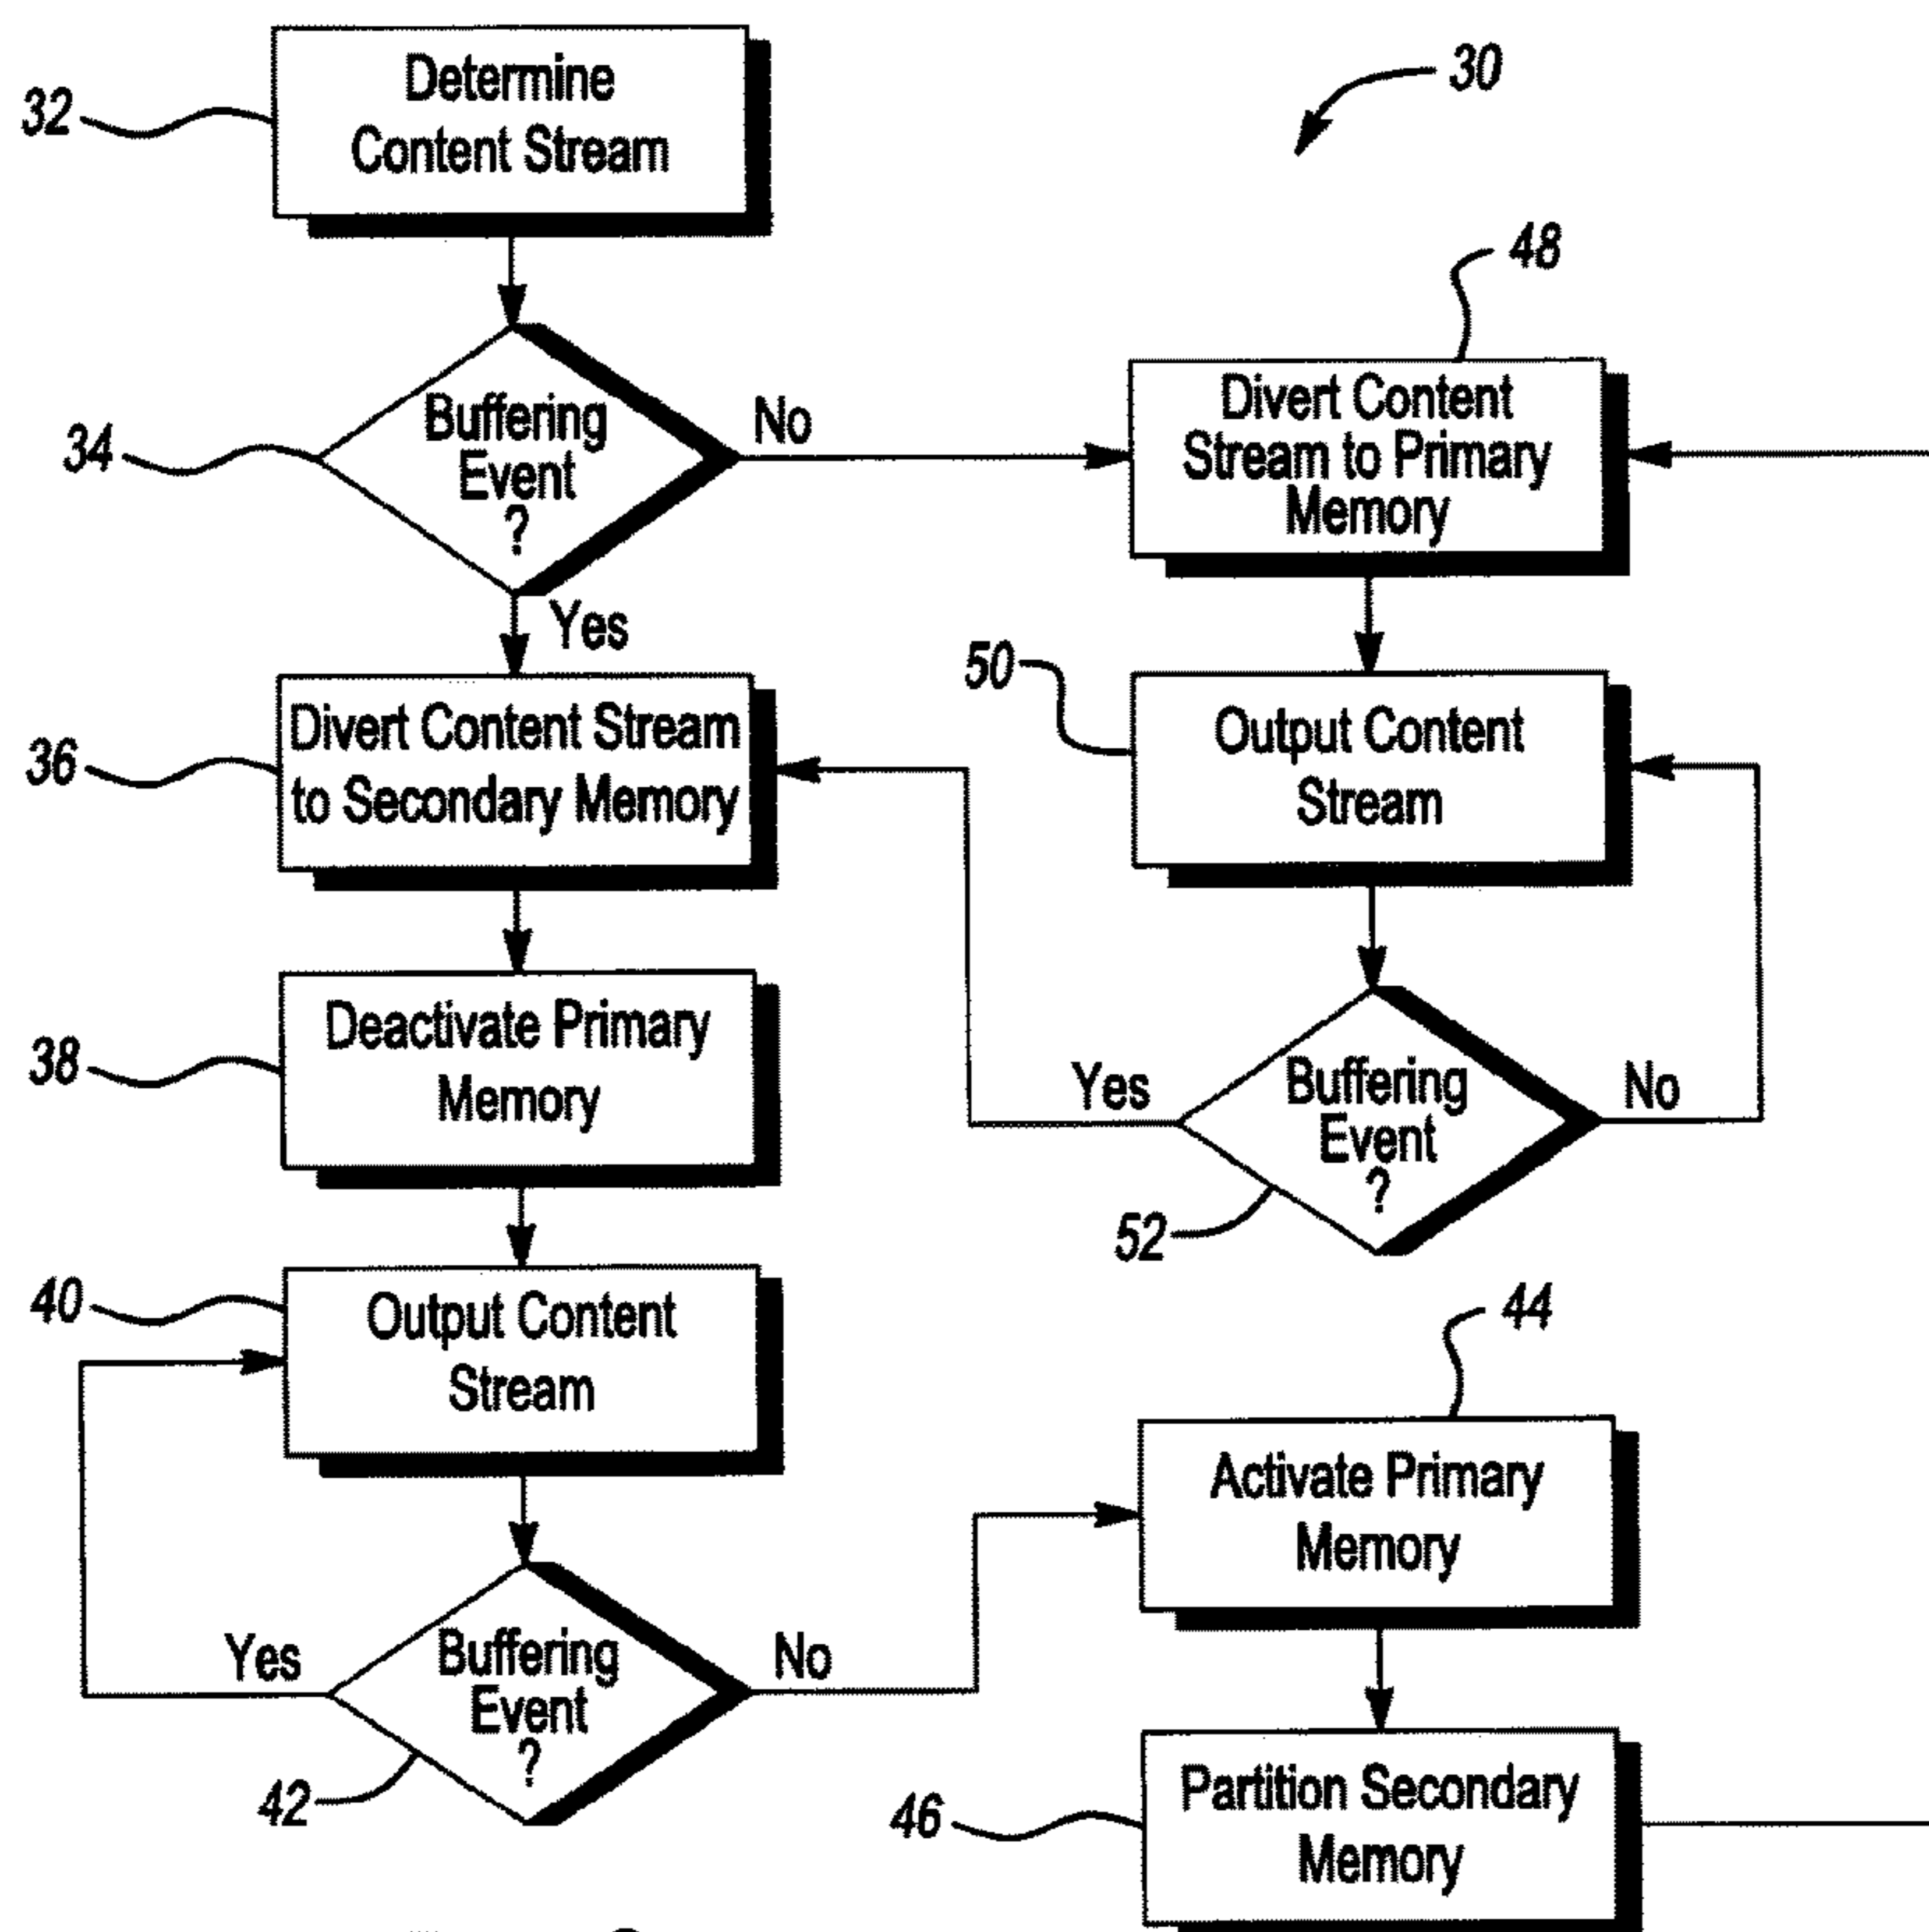 32
Determine
Content Stream
30
34
Buffering
Event
?
No
Yes
48
Divert Content
Stream to Primary
Memory
36
Divert Content Stream
to Secondary Memory
50
Output Content
Stream
38
Deactivate Primary
Memory
52
Buffering
Event
?
Yes
No
40
Output Content
Stream
42
Buffering
Event
?
Yes
No
44
Activate Primary
Memory
46
Partition Secondary
Memory